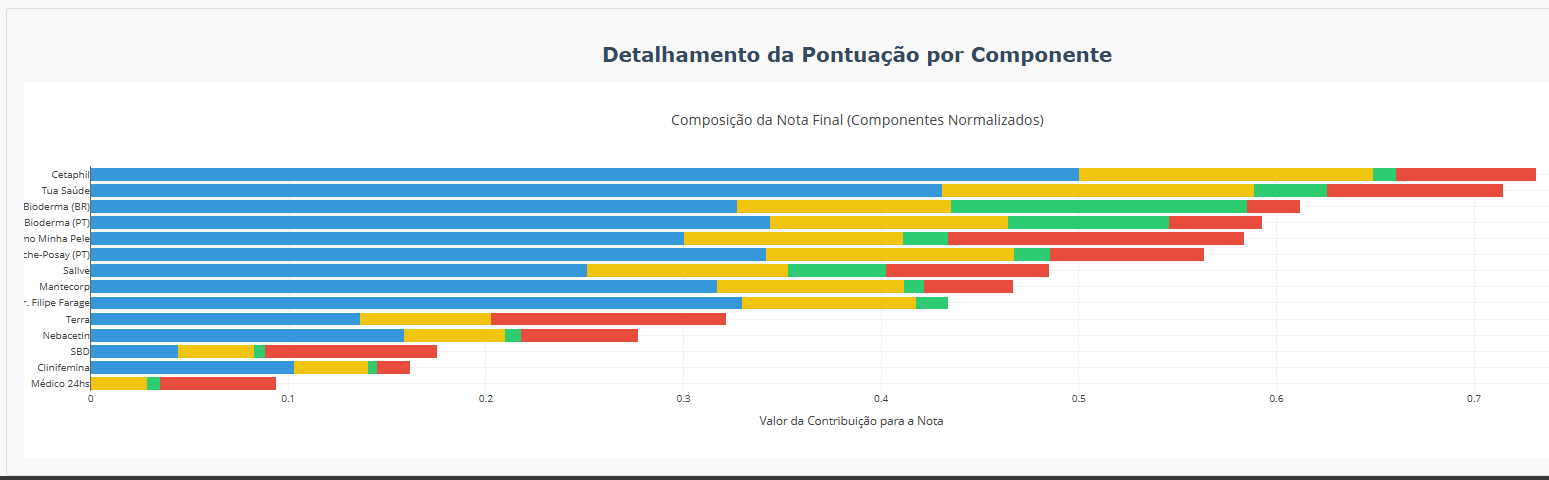 Detalhamento da Pontuação por Componente
Composição da Nota Final (Componentes Normalizados)
Cetaphil
Tua Saúde
Bioderma (BR)
Bioderma (PT)
no Minha Pele
che-Posay (PT)
Sallve
Mantecorp
r. Filipe Farage
Terra
Nebacetin
SBD
Clinifemina
Médico 24hs
0 0.1 0.2 0.3 0.4 0.5 0.6 0.7
Valor da Contribuição para a Nota